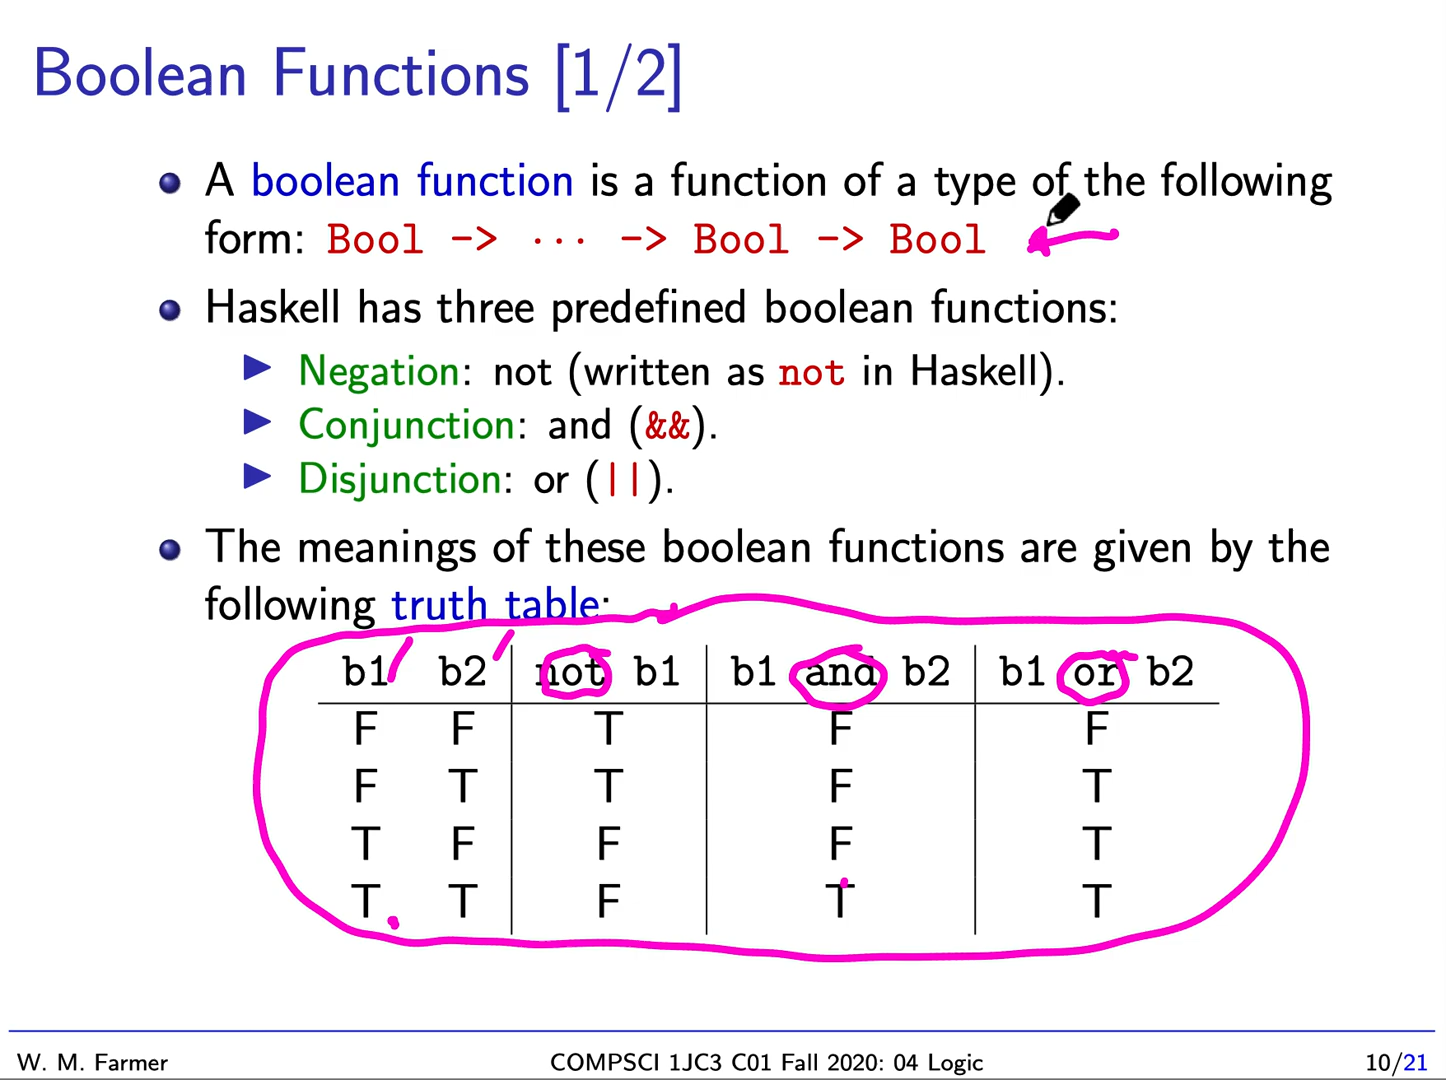 Boolean Functions [1/2]
A boolean function is a function of a type of the following
form: Bool -> ··· -> Bool -> Bool
Haskell has three predefined boolean functions:
Negation: not (written as not in Haskell).
Conjunction: and (&&).
Disjunction: or (||).
The meanings of these boolean functions are given by the
following truth table:
b1 b2 not b1 b1 and b2 b1 or b2
F F T F F
F T T F T
T F F F T
T T F T T
W. M. Farmer COMPSCI 1JC3 C01 Fall 2020: 04 Logic 10/21